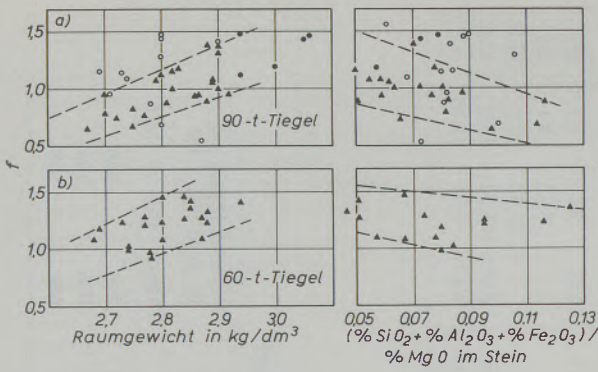 a)
1,5
1,0
0,5
90-t-Tiegel
f
b)
1,5
1,0
0,5
60-t-Tiegel
2,7 2,8 2,9 3,0
0,05 0,07 0,09 0,11 0,13
Raumgewicht in kg/dm³
(% SiO₂ + % Al₂O₃ + % Fe₂O₃) /
% MgO im Stein